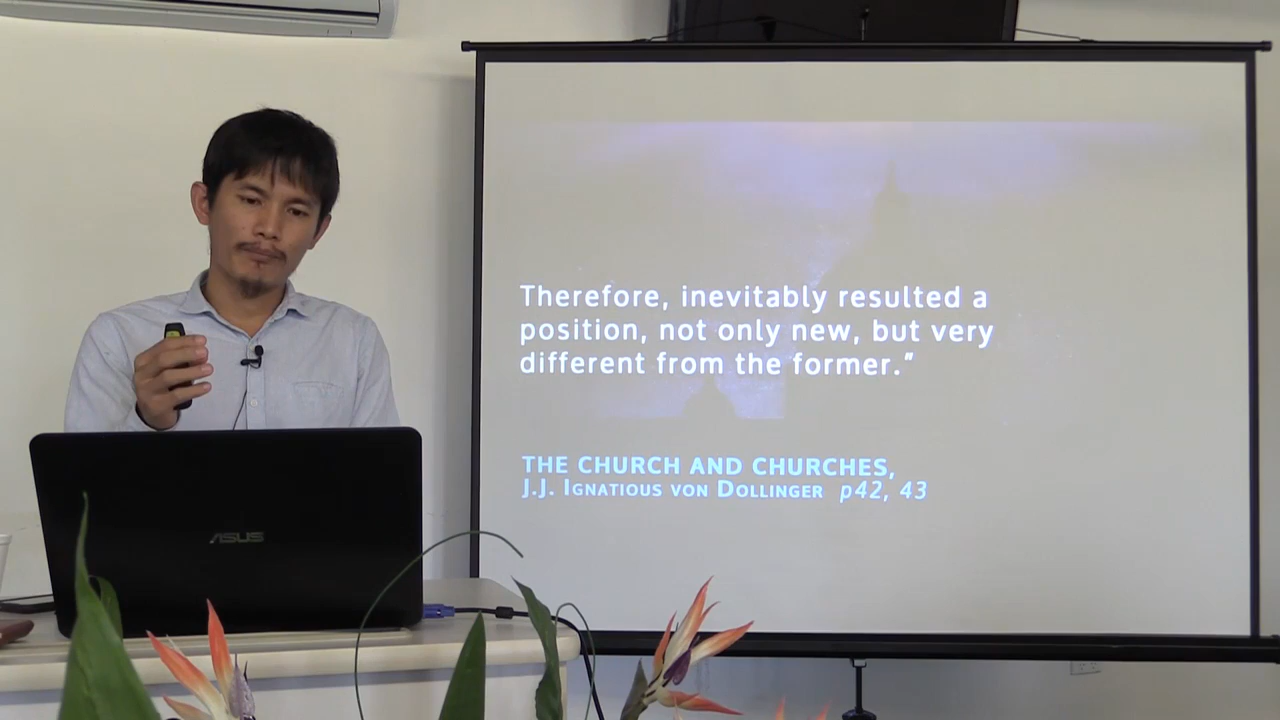 Therefore, inevitably resulted a
position, not only new, but very
different from the former.”
THE CHURCH AND CHURCHES,
J.J. IGNATIOUS VON DOLLINGER p42, 43
ASUS